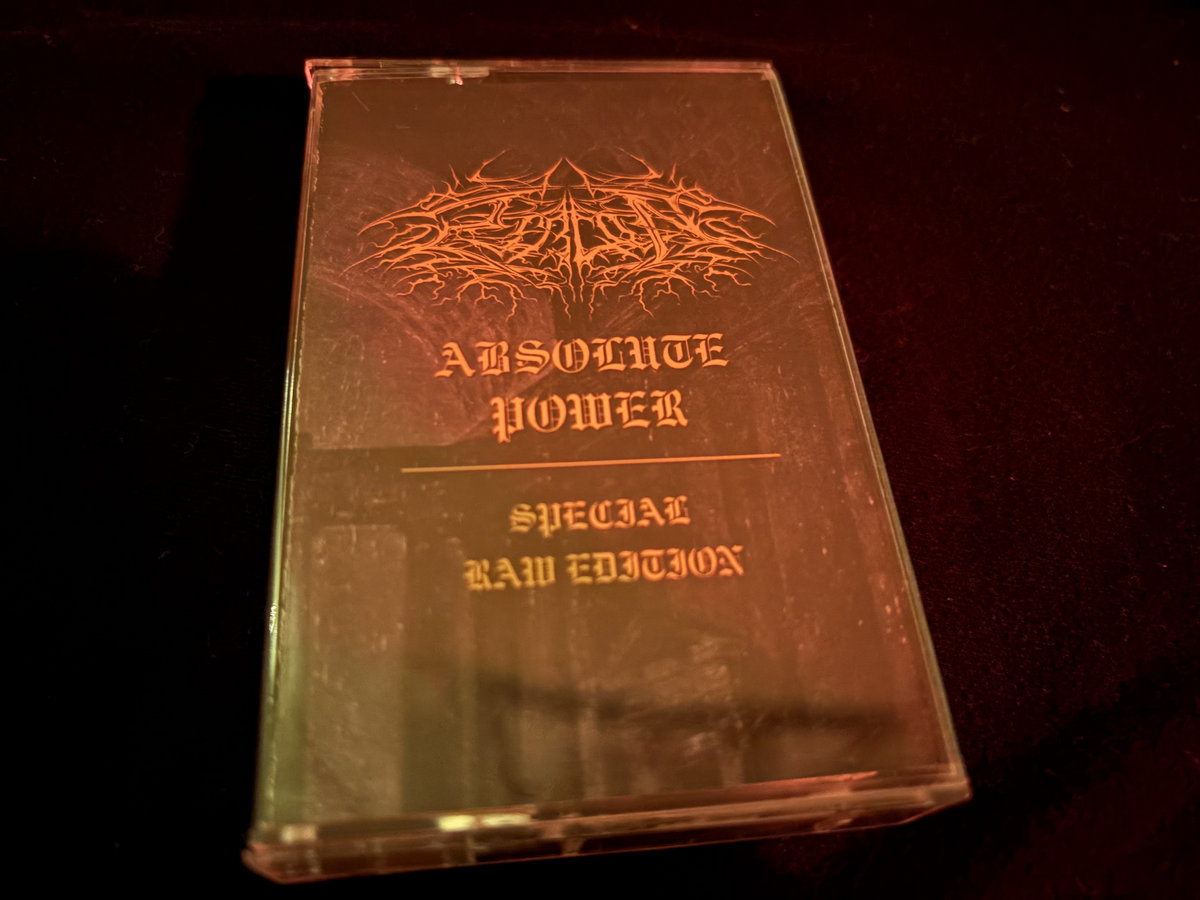 ABSOLUTE
POWER
SPECIAL
RAW EDITION